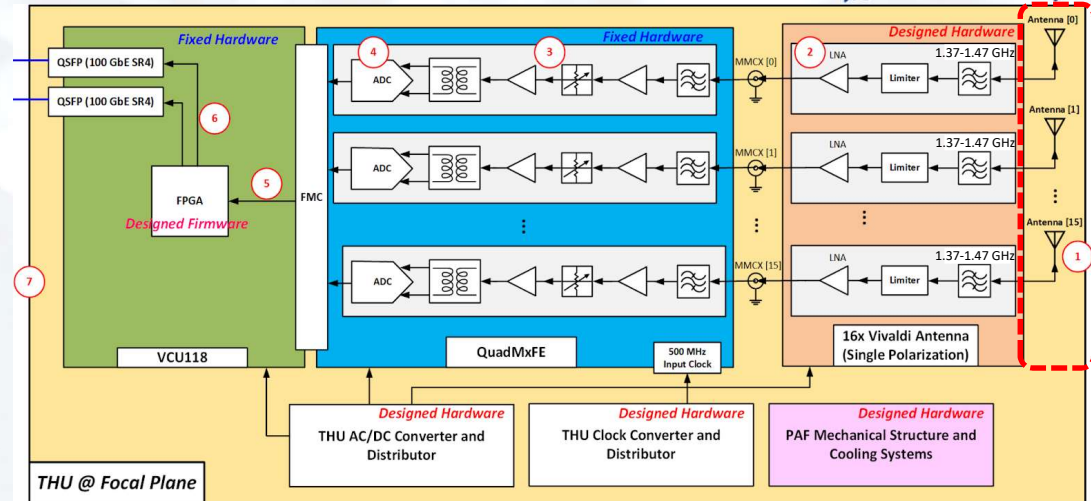 Antenna [0]
Fixed Hardware
Fixed Hardware
Designed Hardware
QSFP (100 GbE SR4)
4
3
2
1.37-1.47 GHz
ADC
MMCX [0]
LNA
Limiter
QSFP (100 GbE SR4)
6
Antenna [1]
MMCX [1]
LNA
1.37-1.47 GHz
ADC
Limiter
5
FPGA
FMC
Designed Firmware
...
...
...
...
Antenna [15]
7
MMCX [15]
LNA
1.37-1.47 GHz
1
ADC
Limiter
VCU118
QuadMxFE
500 MHz
Input Clock
16x Vivaldi Antenna
(Single Polarization)
Designed Hardware
THU AC/DC Converter and
Distributor
Designed Hardware
THU Clock Converter and
Distributor
Designed Hardware
PAF Mechanical Structure and
Cooling Systems
THU @ Focal Plane